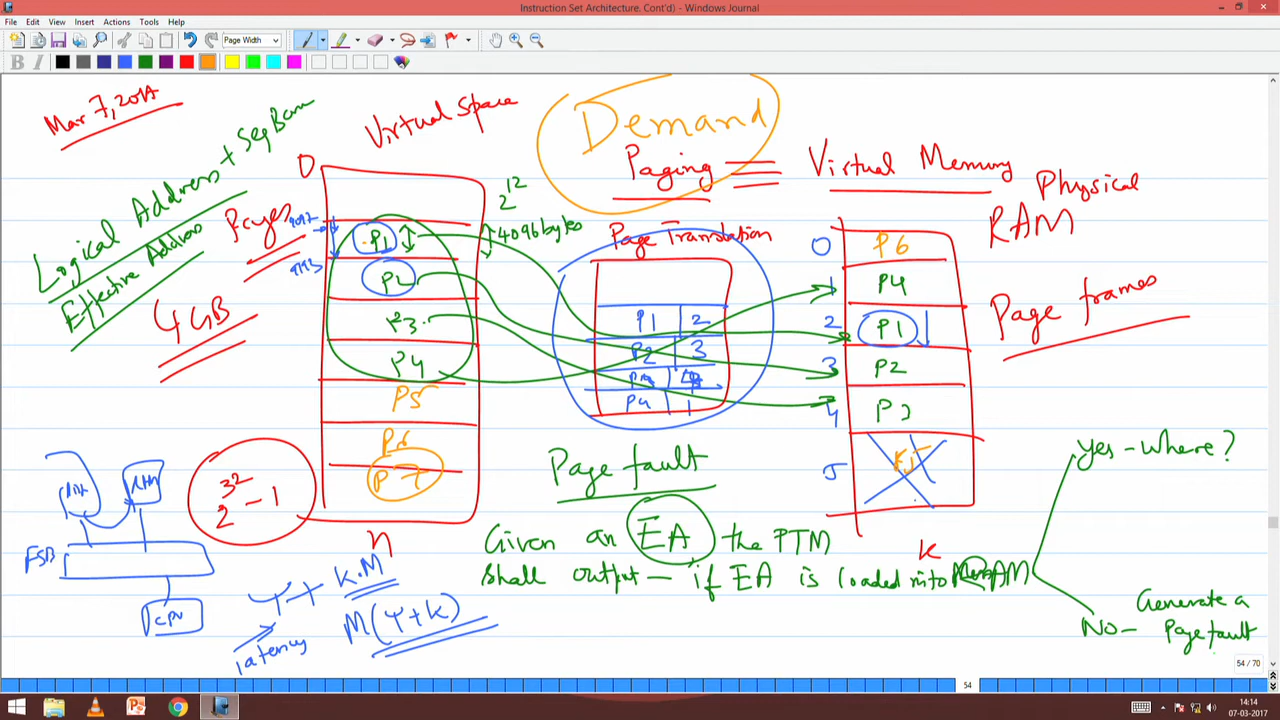 Instruction Set Architecture. Cont'd) - Windows Journal
File Edit View Insert Actions Tools Help
Page Width
B I
Mar 7, 2017
Virtual Space
Demand
Paging ≡ Virtual Memory
Physical
RAM
Logical Address + Seg Base
Effective Address
Pages
4 GB
0
2^12
4096 bytes
4097
P1
8193
P2
P3
P4
P5
P6
P7
2^32 - 1
n
Page Translation
P1 2
P2 3
P4 1
0 P6
1 P4
2 P1
3 P2
4 P3
5
k
Page frames
Page fault
Given an EA the PTM
shall output - if EA is loaded into RAM
Yes - Where?
No - Generate a
Page fault
FSB
CPU
Y + K.M
latency
M(Y+K)
54 / 70
54
14:14
07-03-2017